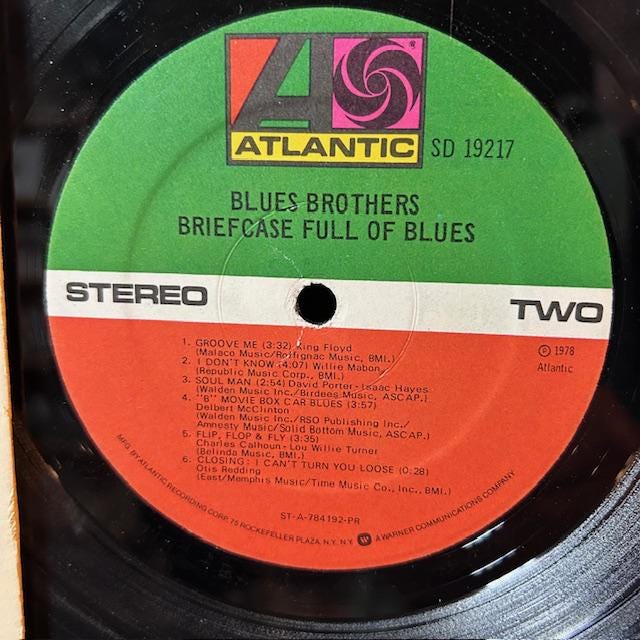 ®
ATLANTIC
SD 19217
BLUES BROTHERS
BRIEFCASE FULL OF BLUES
STEREO
TWO
1. GROOVE ME (3:32) King Floyd
(Malaco Music/Roffignac Music, BMI.)
2. I DON'T KNOW (4:07) Willie Mabon
(Republic Music Corp., BMI.)
3. SOUL MAN (2:54) David Porter-Isaac Hayes
(Walden Music Inc./Birdees Music, ASCAP.)
4. "B" MOVIE BOX CAR BLUES (3:57)
Delbert McClinton
(Walden Music Inc./RSO Publishing Inc./
Amnesty Music/Solid Bottom Music, ASCAP.)
5. FLIP, FLOP & FLY (3:35)
Charles Calhoun-Lou Willie Turner
(Belinda Music, BMI.)
6. CLOSING: I CAN'T TURN YOU LOOSE (0:28)
Otis Redding
(East/Memphis Music/Time Music Co., Inc., BMI.)
Ⓟ 1978
Atlantic
ST-A-784192-PR
MFG. BY ATLANTIC RECORDING CORP. 75 ROCKEFELLER PLAZA, N.Y. N.Y. A WARNER COMMUNICATIONS COMPANY